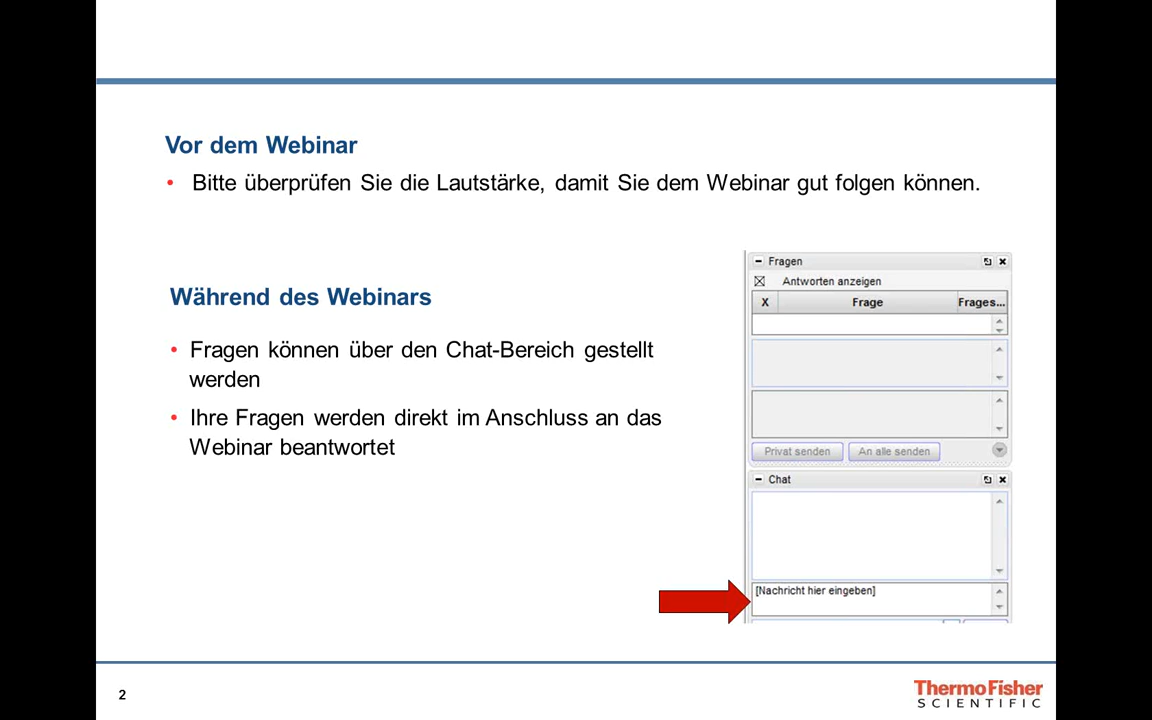 Vor dem Webinar
• Bitte überprüfen Sie die Lautstärke, damit Sie dem Webinar gut folgen können.
Während des Webinars
• Fragen können über den Chat-Bereich gestellt
werden
• Ihre Fragen werden direkt im Anschluss an das
Webinar beantwortet
Fragen
Antworten anzeigen
X Frage Frages...
Privat senden An alle senden
Chat
[Nachricht hier eingeben]
2
ThermoFisher
SCIENTIFIC